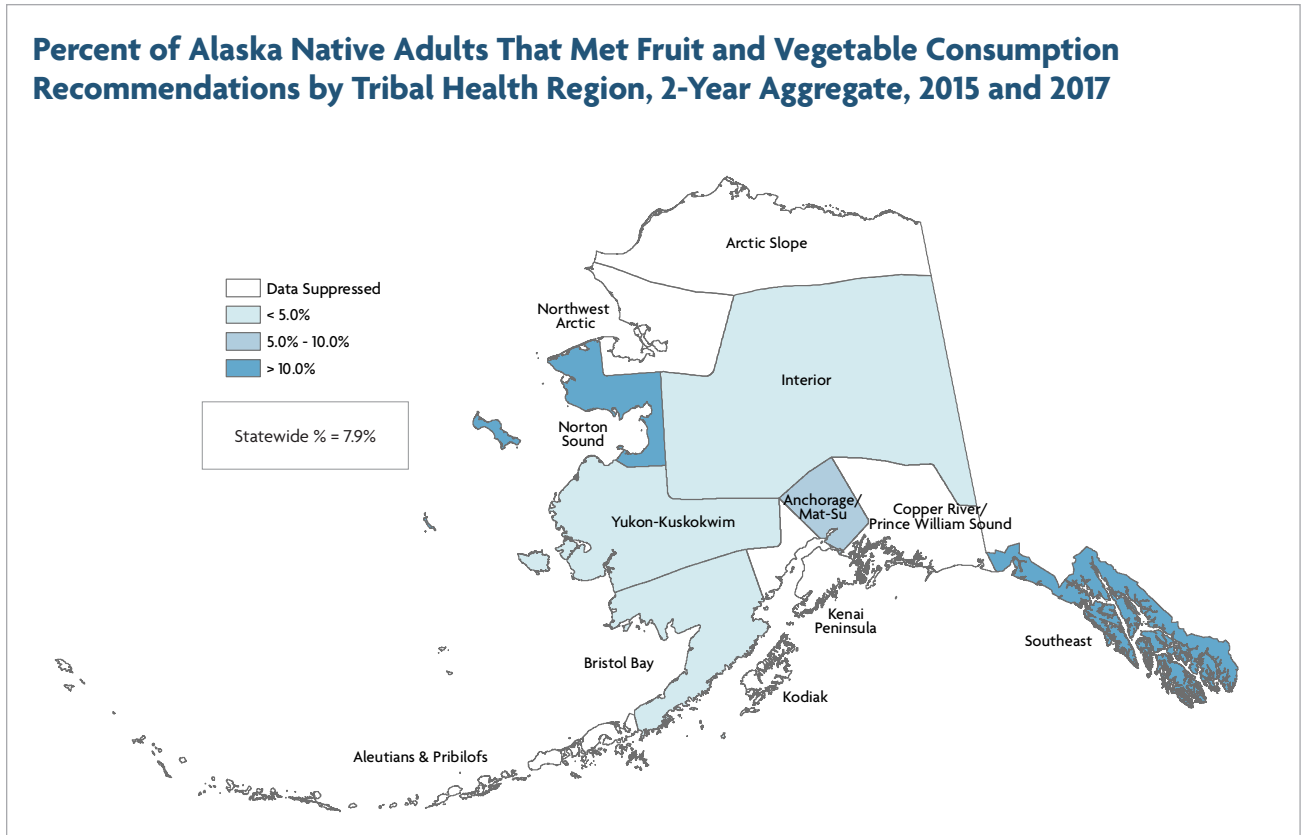 Percent of Alaska Native Adults That Met Fruit and Vegetable Consumption
Recommendations by Tribal Health Region, 2-Year Aggregate, 2015 and 2017
Arctic Slope
Data Suppressed
< 5.0%
5.0% - 10.0%
> 10.0%
Statewide % = 7.9%
Northwest
Arctic
Interior
Norton
Sound
Yukon-Kuskokwim
Anchorage/
Mat-Su
Copper River/
Prince William Sound
Kenai
Peninsula
Southeast
Bristol Bay
Kodiak
Aleutians & Pribilofs